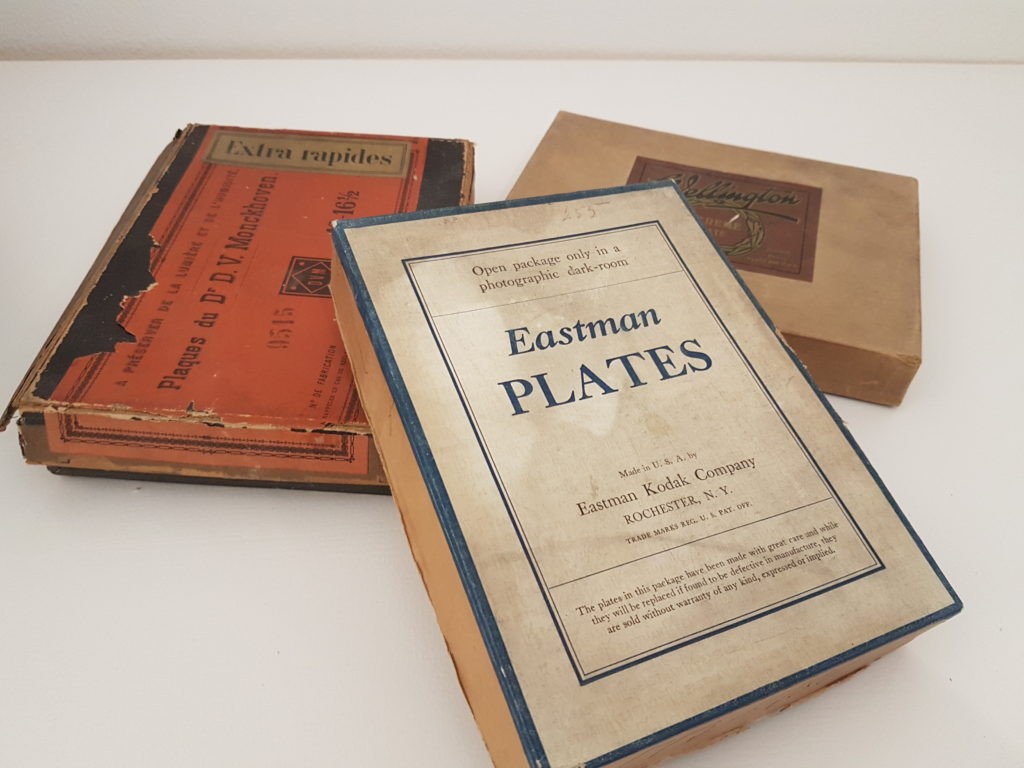 Extra rapides
A PRÉSERVER DE LA LUMIÈRE ET DE L'HUMIDITÉ
Plaques du Dr D. V. Monckhoven
16½
9515
N° DE FABRICATION
Wellington
255
Open package only in a
photographic dark-room
Eastman
PLATES
Made in U. S. A. by
Eastman Kodak Company
ROCHESTER, N. Y.
TRADE MARKS REG. U. S. PAT. OFF.
The plates in this package have been made with great care and while
they will be replaced if found to be defective in manufacture, they
are sold without warranty of any kind, expressed or implied.